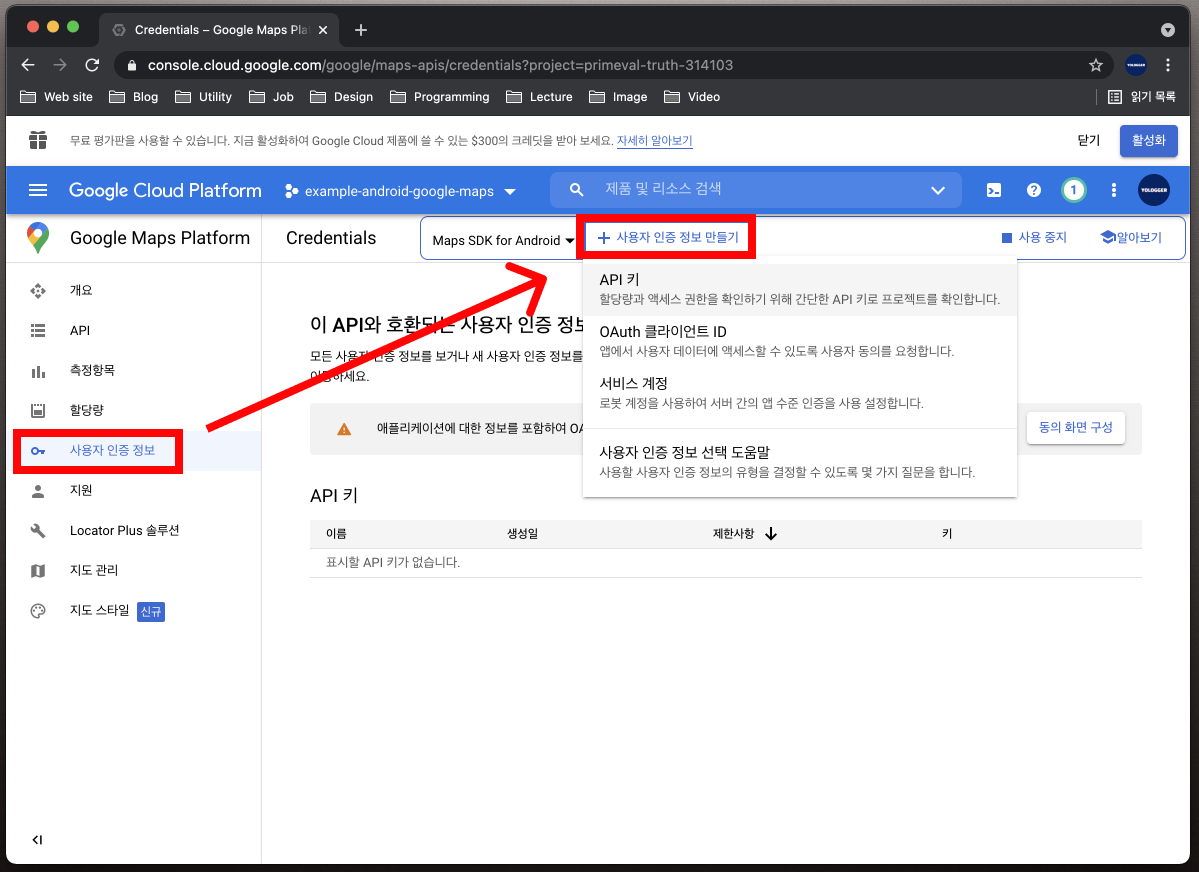 Credentials – Google Maps Pla
console.cloud.google.com/google/maps-apis/credentials?project=primeval-truth-314103
YOLOGGER
Web site
Blog
Utility
Job
Design
Programming
Lecture
Image
Video
읽기 목록
무료 평가판을 사용할 수 있습니다. 지금 활성화하여 Google Cloud 제품에 쓸 수 있는 $300의 크레딧을 받아 보세요. 자세히 알아보기
닫기
활성화
Google Cloud Platform
example-android-google-maps
제품 및 리소스 검색
1
YOLOGGER
Google Maps Platform
Credentials
Maps SDK for Android
사용자 인증 정보 만들기
사용 중지
알아보기
개요
API
측정항목
할당량
사용자 인증 정보
지원
Locator Plus 솔루션
지도 관리
지도 스타일
신규
API 키
할당량과 액세스 권한을 확인하기 위해 간단한 API 키로 프로젝트를 확인합니다.
OAuth 클라이언트 ID
앱에서 사용자 데이터에 액세스할 수 있도록 사용자 동의를 요청합니다.
서비스 계정
로봇 계정을 사용하여 서버 간의 앱 수준 인증을 사용 설정합니다.
사용자 인증 정보 선택 도움말
사용할 사용자 인증 정보의 유형을 결정할 수 있도록 몇 가지 질문을 합니다.
이 API와 호환되는 사용자 인증 정보
모든 사용자 인증 정보를 보거나 새 사용자 인증 정보를
이동하세요.
애플리케이션에 대한 정보를 포함하여 OA
동의 화면 구성
API 키
이름
생성일
제한사항
키
표시할 API 키가 없습니다.